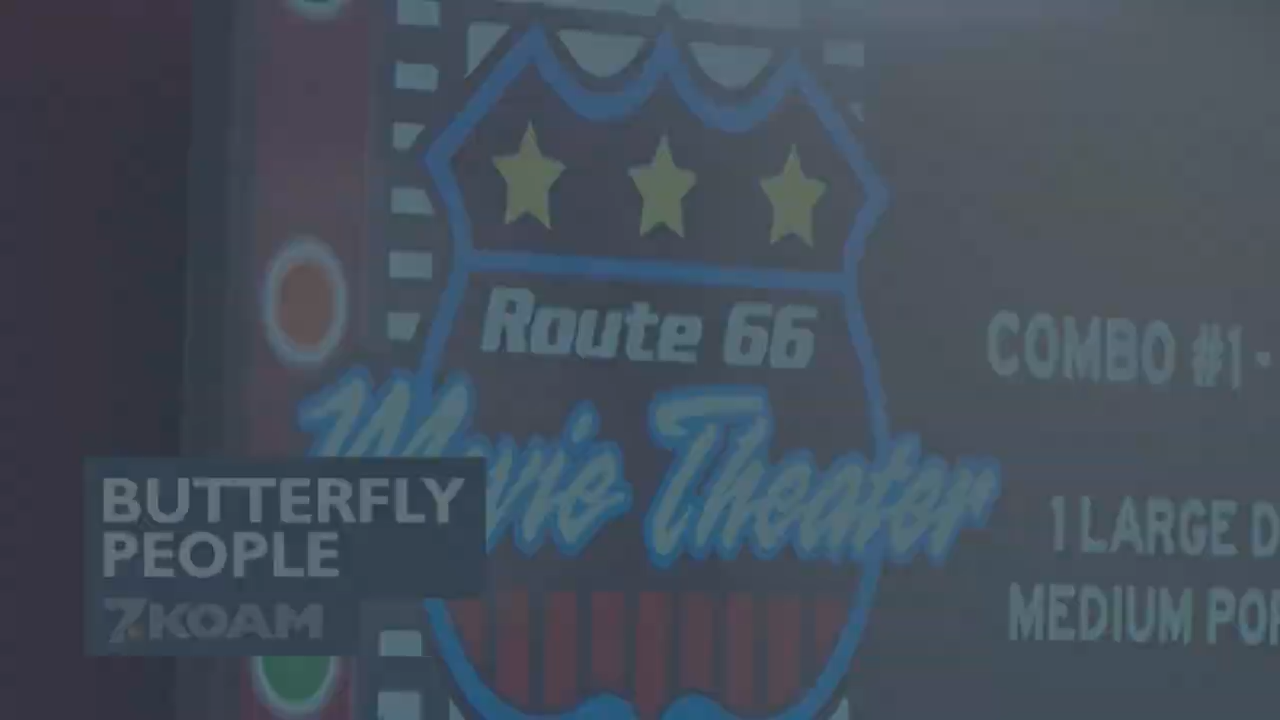 Route 66
Movie Theater
COMBO #1 -
1 LARGE D
MEDIUM POP
BUTTERFLY
PEOPLE
7KOAM